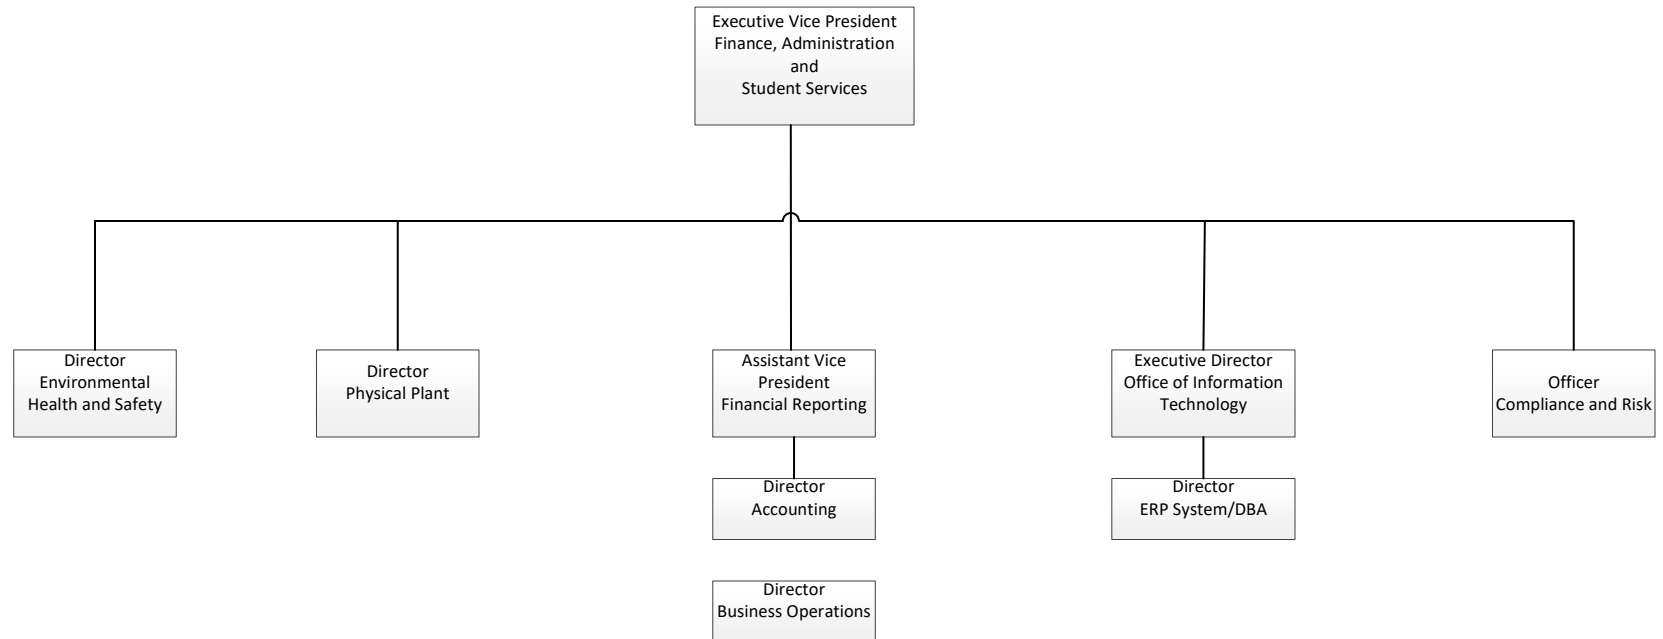 Executive Vice President
Finance, Administration
and
Student Services
Director
Environmental
Health and Safety
Director
Physical Plant
Assistant Vice
President
Financial Reporting
Executive Director
Office of Information
Technology
Officer
Compliance and Risk
Director
Accounting
Director
ERP System/DBA
Director
Business Operations